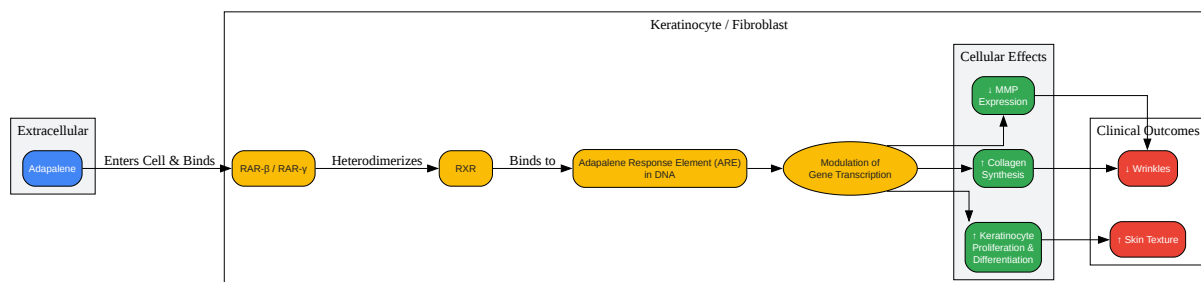 Keratinocyte / Fibroblast
Extracellular
Adapalene
Enters Cell & Binds
RAR-β / RAR-γ
Heterodimerizes
RXR
Binds to
Adapalene Response Element (ARE)
in DNA
Modulation of
Gene Transcription
Cellular Effects
↓ MMP
Expression
↑ Collagen
Synthesis
↑ Keratinocyte
Proliferation &
Differentiation
Clinical Outcomes
↓ Wrinkles
↑ Skin Texture